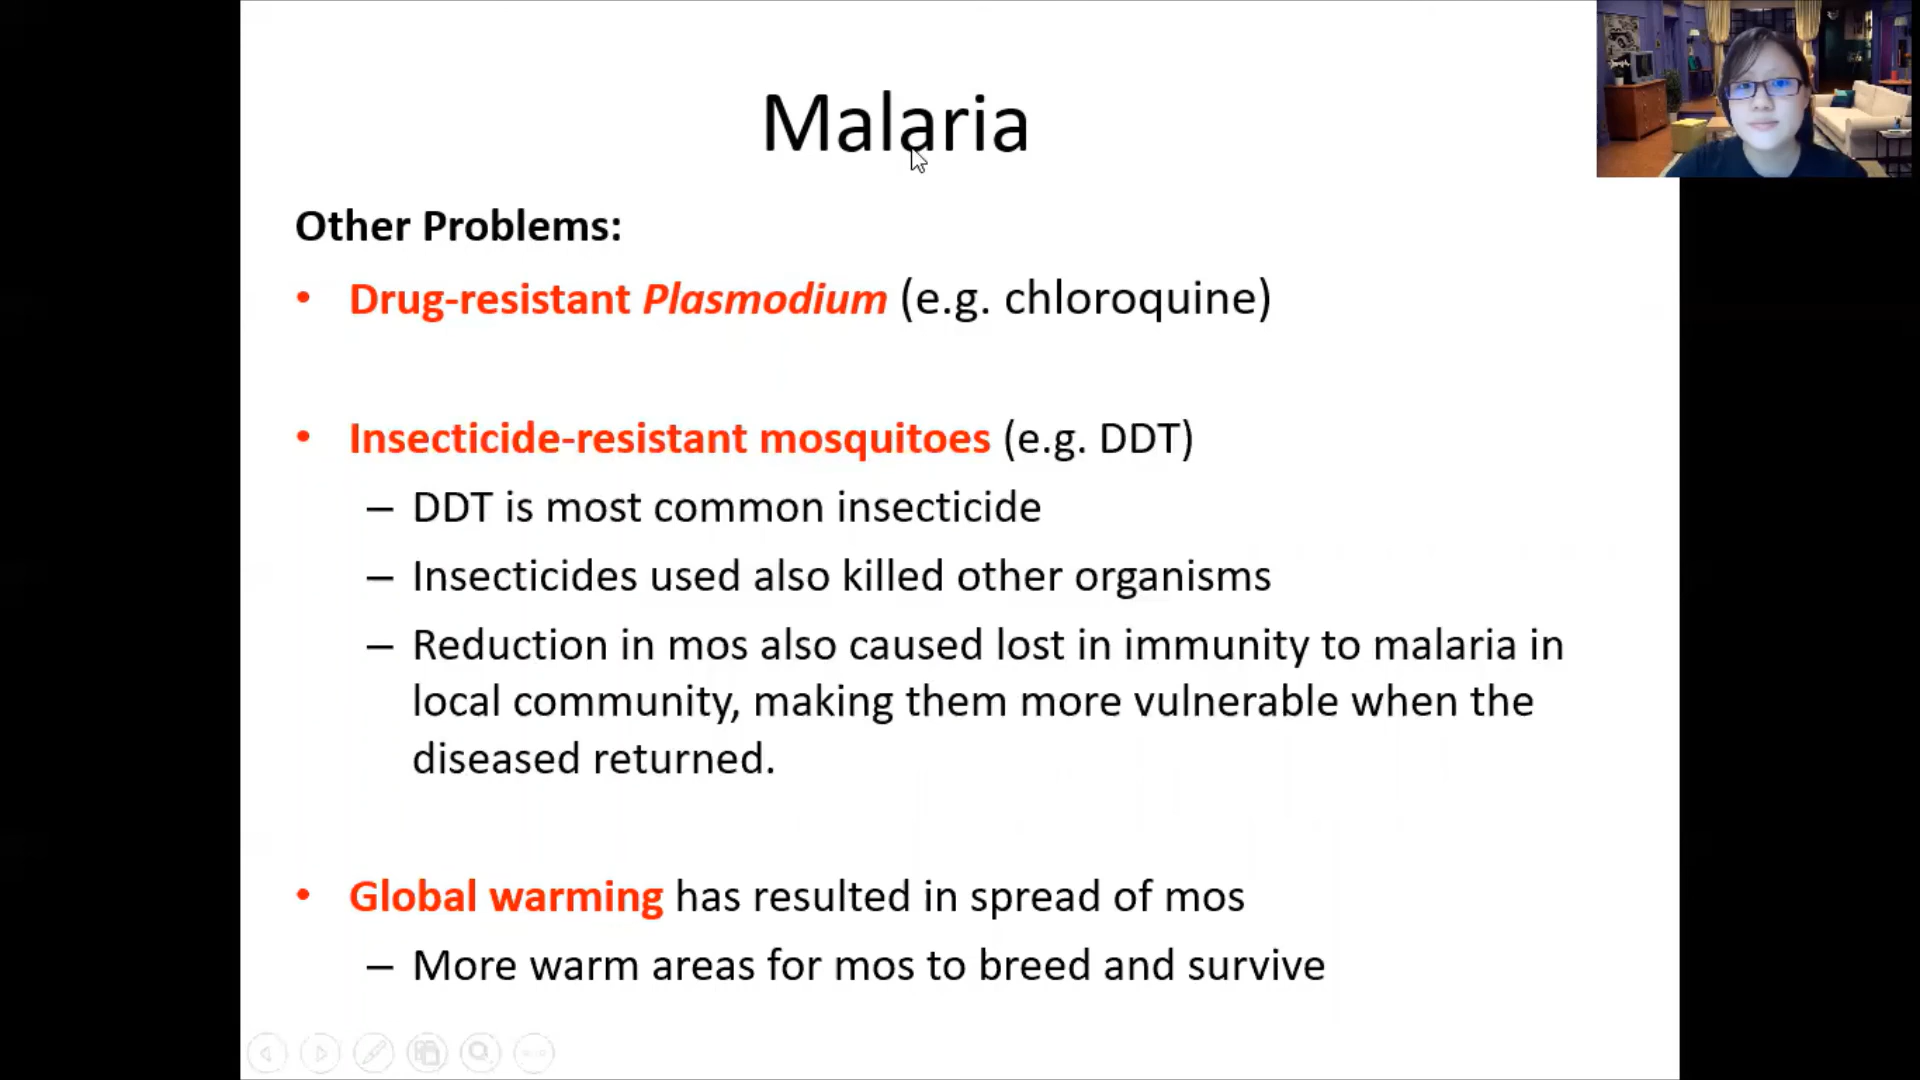 Malaria
Other Problems:
• Drug-resistant Plasmodium (e.g. chloroquine)
• Insecticide-resistant mosquitoes (e.g. DDT)
– DDT is most common insecticide
– Insecticides used also killed other organisms
– Reduction in mos also caused lost in immunity to malaria in
local community, making them more vulnerable when the
diseased returned.
• Global warming has resulted in spread of mos
– More warm areas for mos to breed and survive